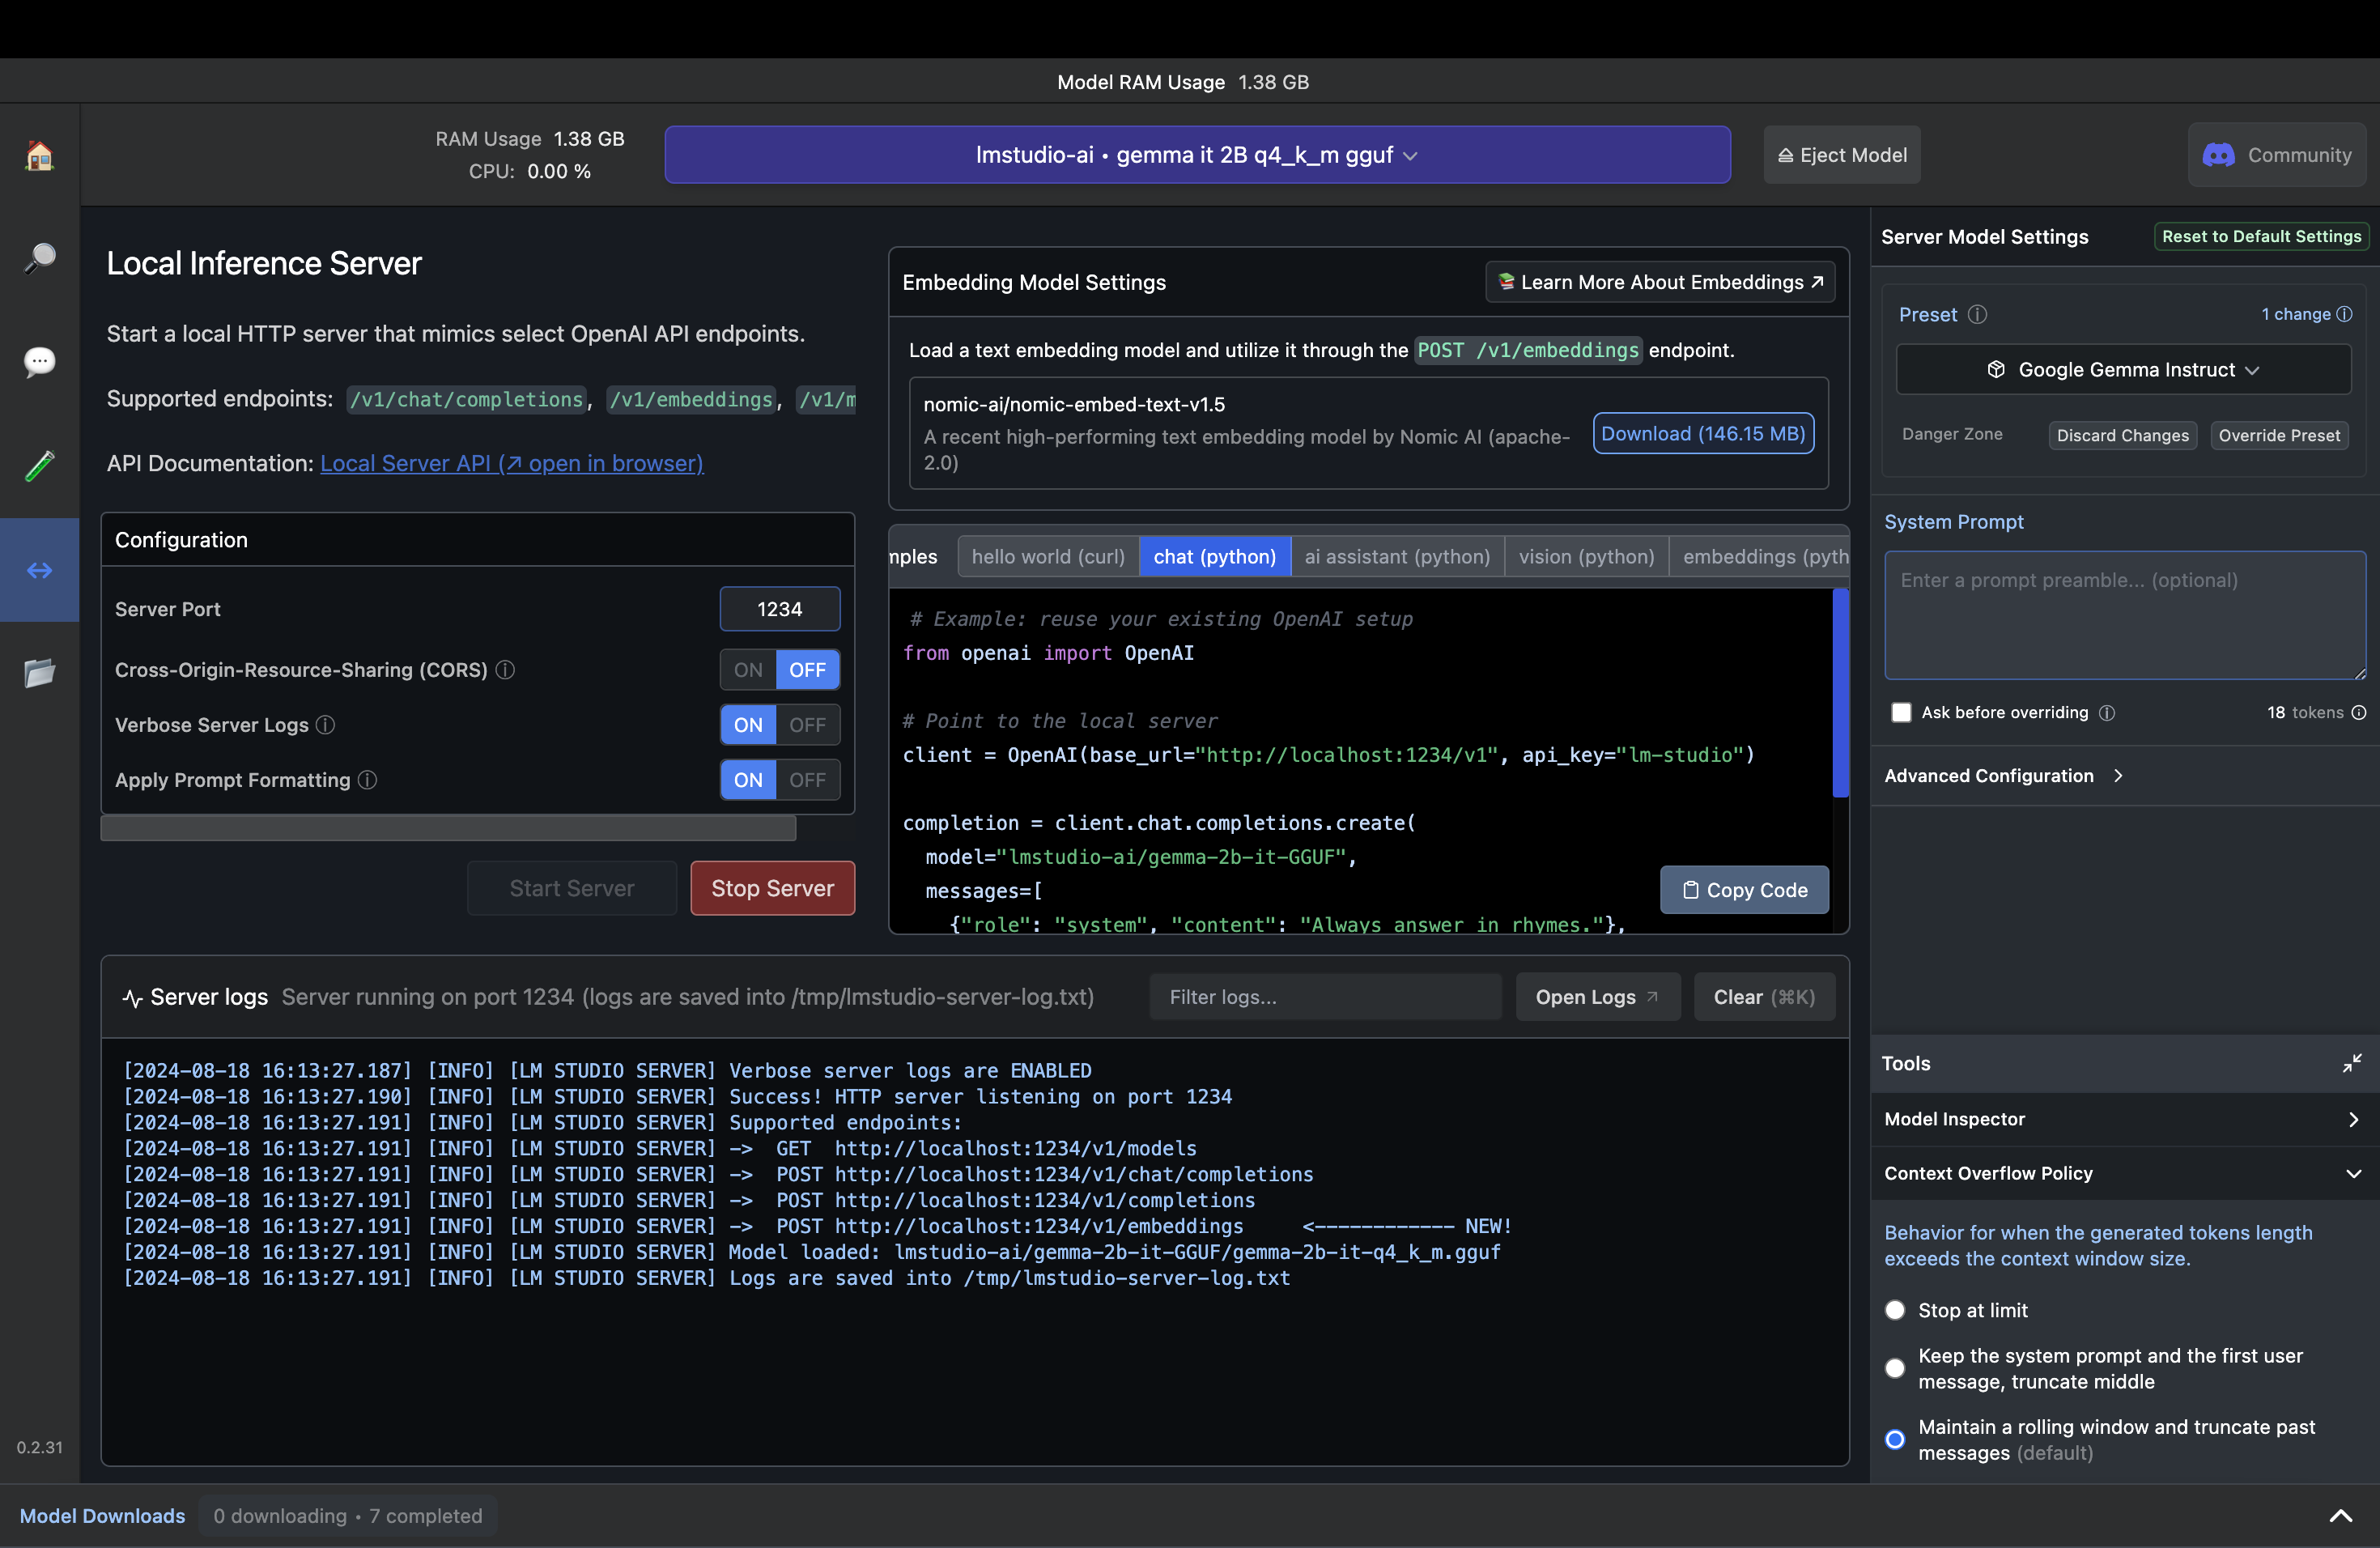 Model RAM Usage 1.38 GB
RAM Usage 1.38 GB
CPU: 0.00 %
lmstudio-ai • gemma it 2B q4_k_m gguf
Eject Model
Community
Local Inference Server
Start a local HTTP server that mimics select OpenAI API endpoints.
Supported endpoints: /v1/chat/completions, /v1/embeddings, /v1/m
API Documentation: Local Server API (↗ open in browser)
Configuration
Server Port 1234
Cross-Origin-Resource-Sharing (CORS) ⓘ ON OFF
Verbose Server Logs ⓘ ON OFF
Apply Prompt Formatting ⓘ ON OFF
Start Server
Stop Server
Embedding Model Settings
Learn More About Embeddings ↗
Load a text embedding model and utilize it through the POST /v1/embeddings endpoint.
nomic-ai/nomic-embed-text-v1.5
A recent high-performing text embedding model by Nomic AI (apache-
2.0)
Download (146.15 MB)
mples hello world (curl) chat (python) ai assistant (python) vision (python) embeddings (pyth
# Example: reuse your existing OpenAI setup
from openai import OpenAI
# Point to the local server
client = OpenAI(base_url="http://localhost:1234/v1", api_key="lm-studio")
completion = client.chat.completions.create(
model="lmstudio-ai/gemma-2b-it-GGUF",
messages=[
{"role": "system", "content": "Always answer in rhymes."},
Copy Code
Server logs Server running on port 1234 (logs are saved into /tmp/lmstudio-server-log.txt)
Filter logs...
Open Logs ↗
Clear (⌘K)
[2024-08-18 16:13:27.187] [INFO] [LM STUDIO SERVER] Verbose server logs are ENABLED
[2024-08-18 16:13:27.190] [INFO] [LM STUDIO SERVER] Success! HTTP server listening on port 1234
[2024-08-18 16:13:27.191] [INFO] [LM STUDIO SERVER] Supported endpoints:
[2024-08-18 16:13:27.191] [INFO] [LM STUDIO SERVER] -> GET http://localhost:1234/v1/models
[2024-08-18 16:13:27.191] [INFO] [LM STUDIO SERVER] -> POST http://localhost:1234/v1/chat/completions
[2024-08-18 16:13:27.191] [INFO] [LM STUDIO SERVER] -> POST http://localhost:1234/v1/completions
[2024-08-18 16:13:27.191] [INFO] [LM STUDIO SERVER] -> POST http://localhost:1234/v1/embeddings <------------ NEW!
[2024-08-18 16:13:27.191] [INFO] [LM STUDIO SERVER] Model loaded: lmstudio-ai/gemma-2b-it-GGUF/gemma-2b-it-q4_k_m.gguf
[2024-08-18 16:13:27.191] [INFO] [LM STUDIO SERVER] Logs are saved into /tmp/lmstudio-server-log.txt
Server Model Settings
Reset to Default Settings
Preset ⓘ
1 change ⓘ
Google Gemma Instruct
Danger Zone
Discard Changes
Override Preset
System Prompt
Enter a prompt preamble... (optional)
Ask before overriding ⓘ
18 tokens ⓘ
Advanced Configuration
Tools
Model Inspector
Context Overflow Policy
Behavior for when the generated tokens length
exceeds the context window size.
Stop at limit
Keep the system prompt and the first user
message, truncate middle
Maintain a rolling window and truncate past
messages (default)
0.2.31
Model Downloads 0 downloading • 7 completed